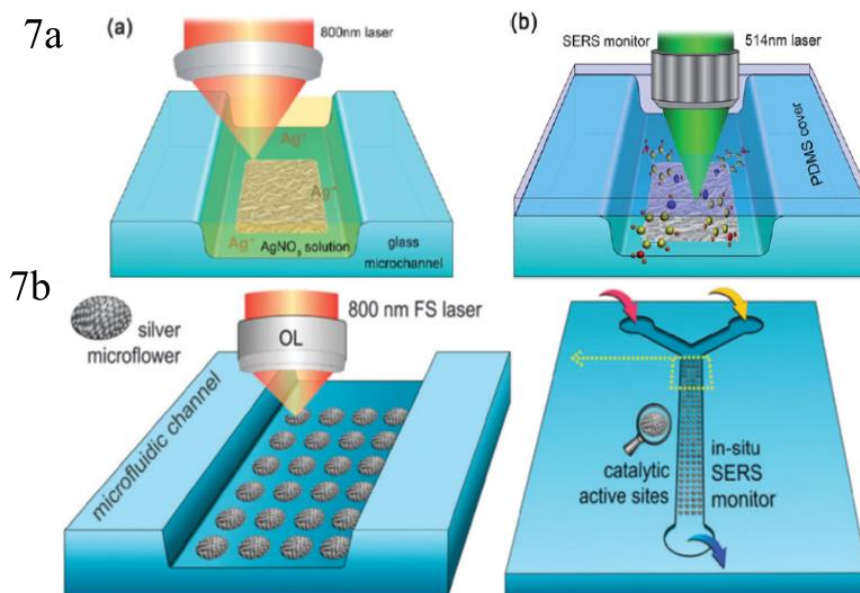 7a
(a)
800nm laser
Ag⁺
Ag⁺
Ag⁺
AgNO₃ solution
glass
microchannel
(b)
SERS monitor
514nm laser
PDMS cover
7b
silver
microflower
800 nm FS laser
OL
microfluidic channel
catalytic
active sites
in-situ
SERS
monitor